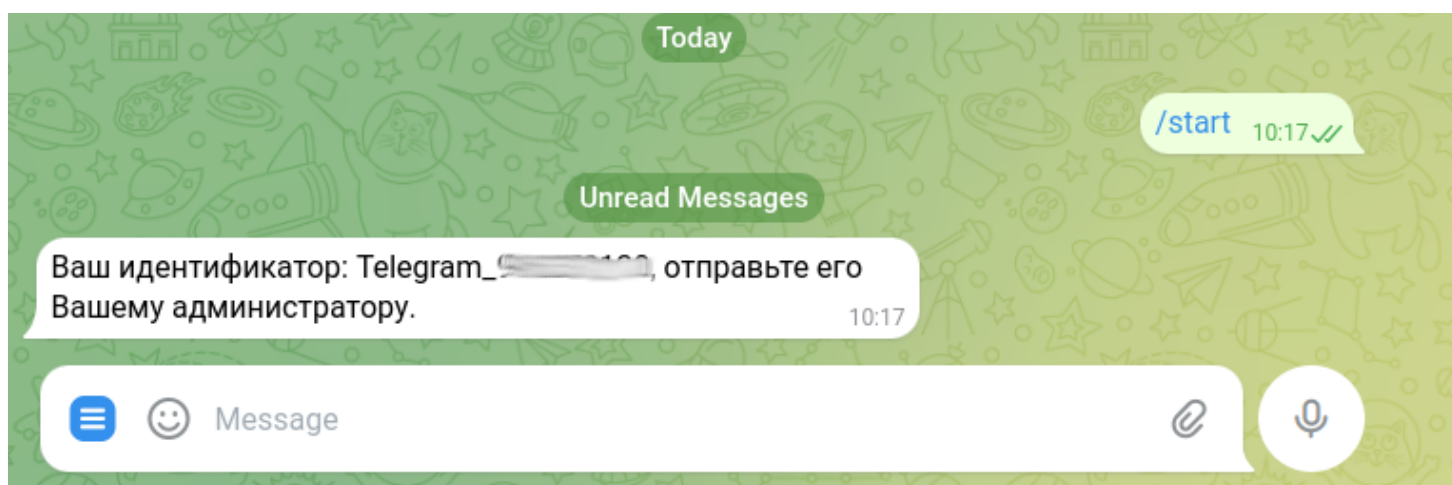 Today
/start 10:17
Unread Messages
Ваш идентификатор: Telegram_ , отправьте его
Вашему администратору.
10:17
Message